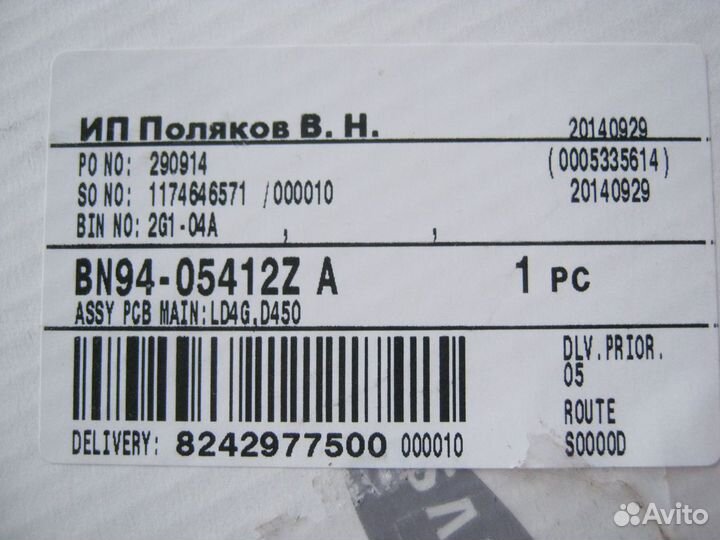 ИП Поляков В. Н. 20140929
PO NO: 290914 (0005335614)
SO NO: 1174646571 /000010 20140929
BIN NO: 2G1-04A , ,
BN94-05412Z A 1 PC
ASSY PCB MAIN:LD4G,D450
DLV.PRIOR.
05
ROUTE
DELIVERY: 8242977500 000010 S0000D
Avito